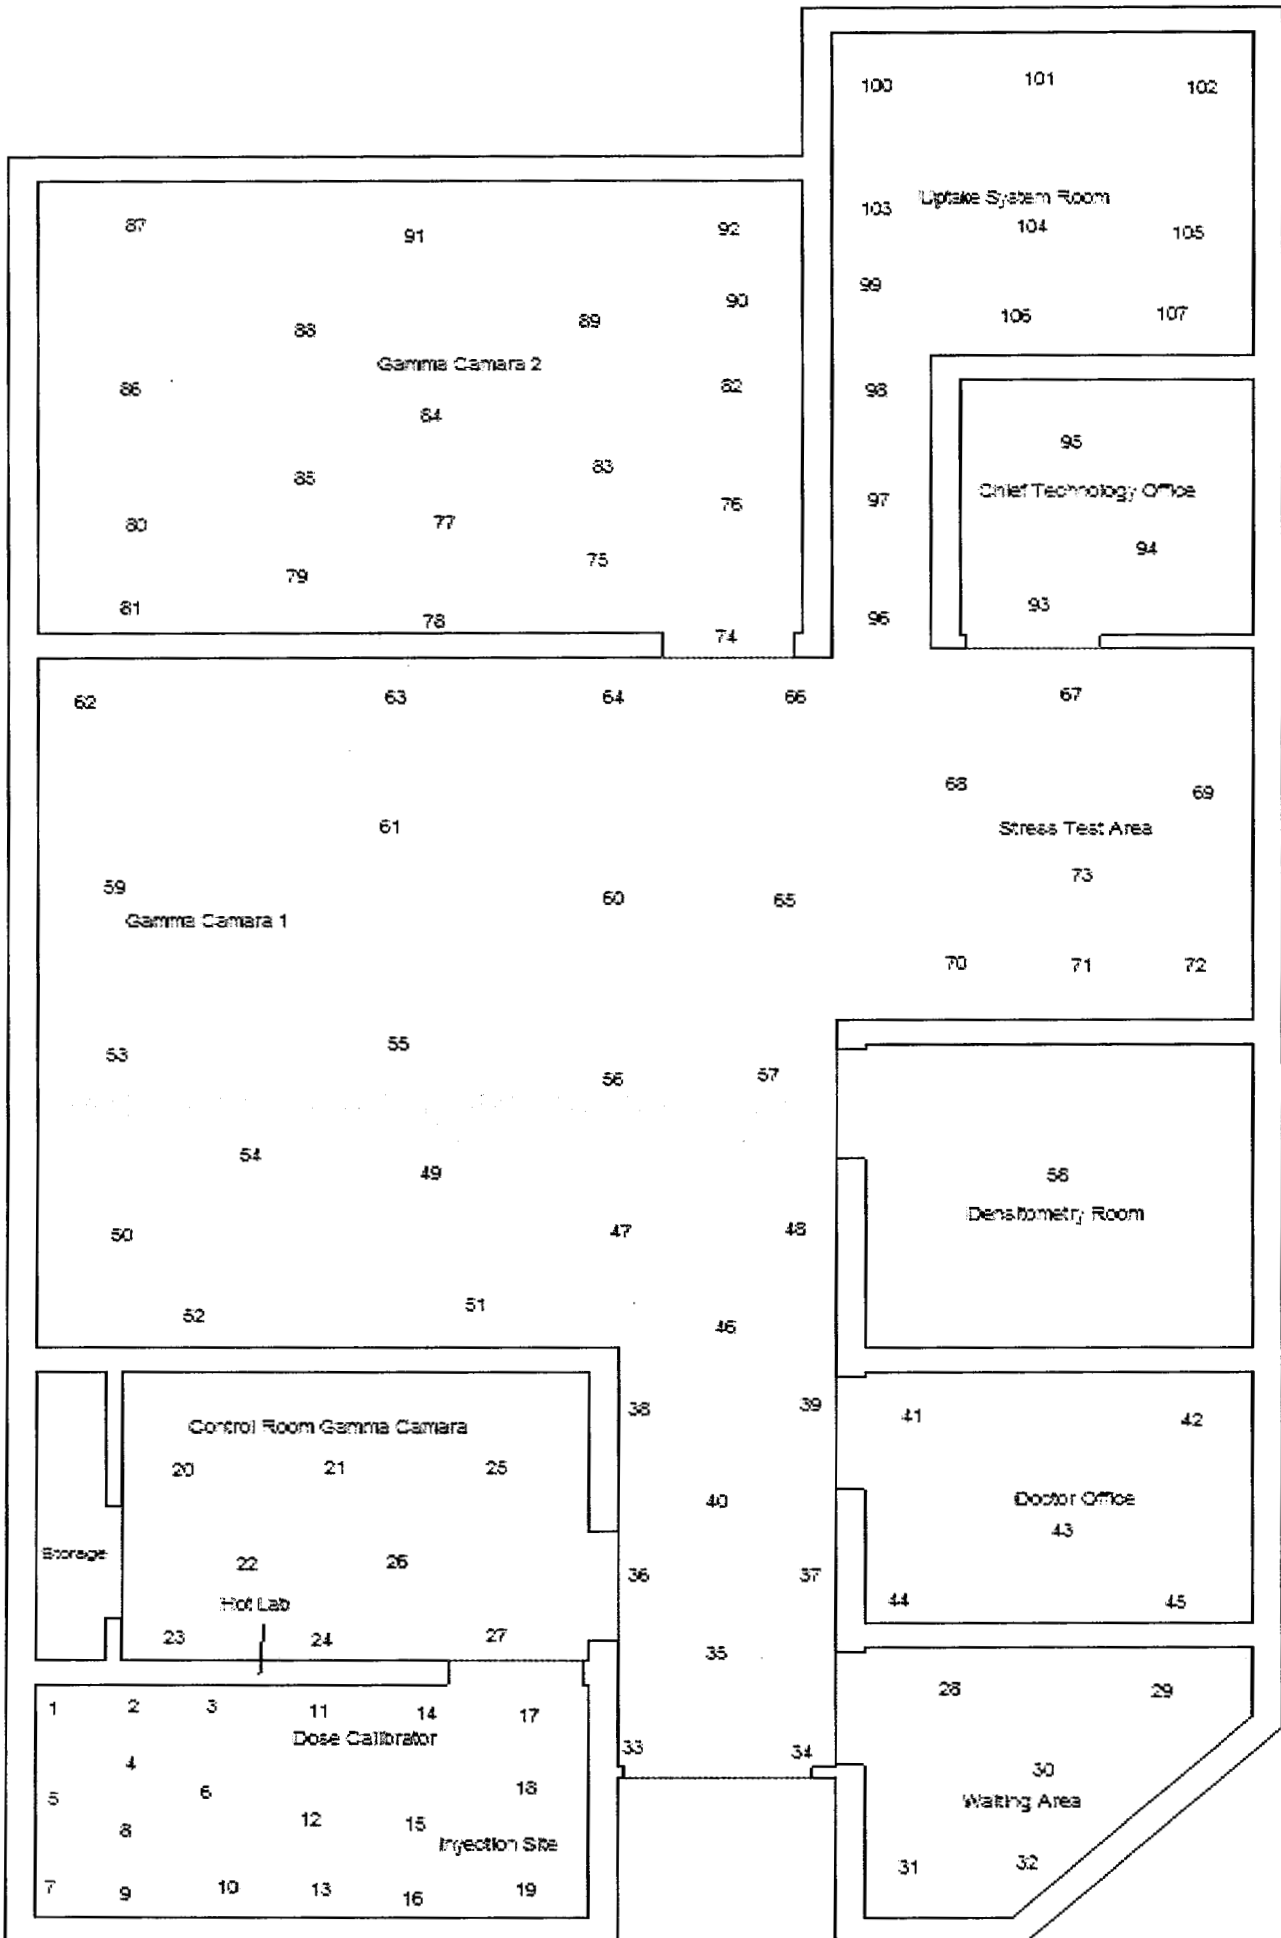 100 101 102
103 Uptake System Room
104 105
87 91 92
99
90
106 107
88 89
Gamma Camara 2
86 82 98
84
95
85 83
Chief Technology Office
76 97
80 77
94
79 75
81 93
78 96
74
62 63 64 66 67
68 69
61 Stress Test Area
73
59 60 65
Gamma Camara 1
70 71 72
53 55
56 57
54 49 58
Densitometry Room
50 47 48
52 51
46
38 39 41 42
Control Room Gamma Camara
20 21 25
40 Doctor Office
43
Storage
22 26 36 37
Hot Lab
44 45
23 24 27
35
28 29
1 2 3 11 14 17
Dose Callibrator
33 34
4 30
5 6 18
Waiting Area
8 12 15
Inyection Site
31 32
7 9 10 13 16 19